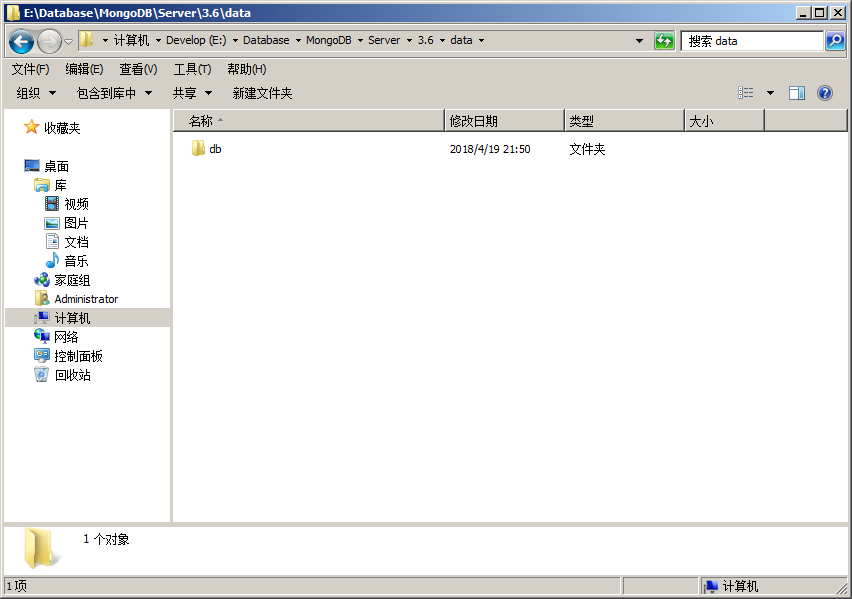 E:\Database\MongoDB\Server\3.6\data
计算机 Develop (E:) Database MongoDB Server 3.6 data 搜索 data
文件(F) 编辑(E) 查看(V) 工具(T) 帮助(H)
组织 包含到库中 共享 新建文件夹
收藏夹
桌面
库
视频
图片
文档
音乐
家庭组
Administrator
计算机
网络
控制面板
回收站
名称 修改日期 类型 大小
db 2018/4/19 21:50 文件夹
1 个对象
1 项 计算机